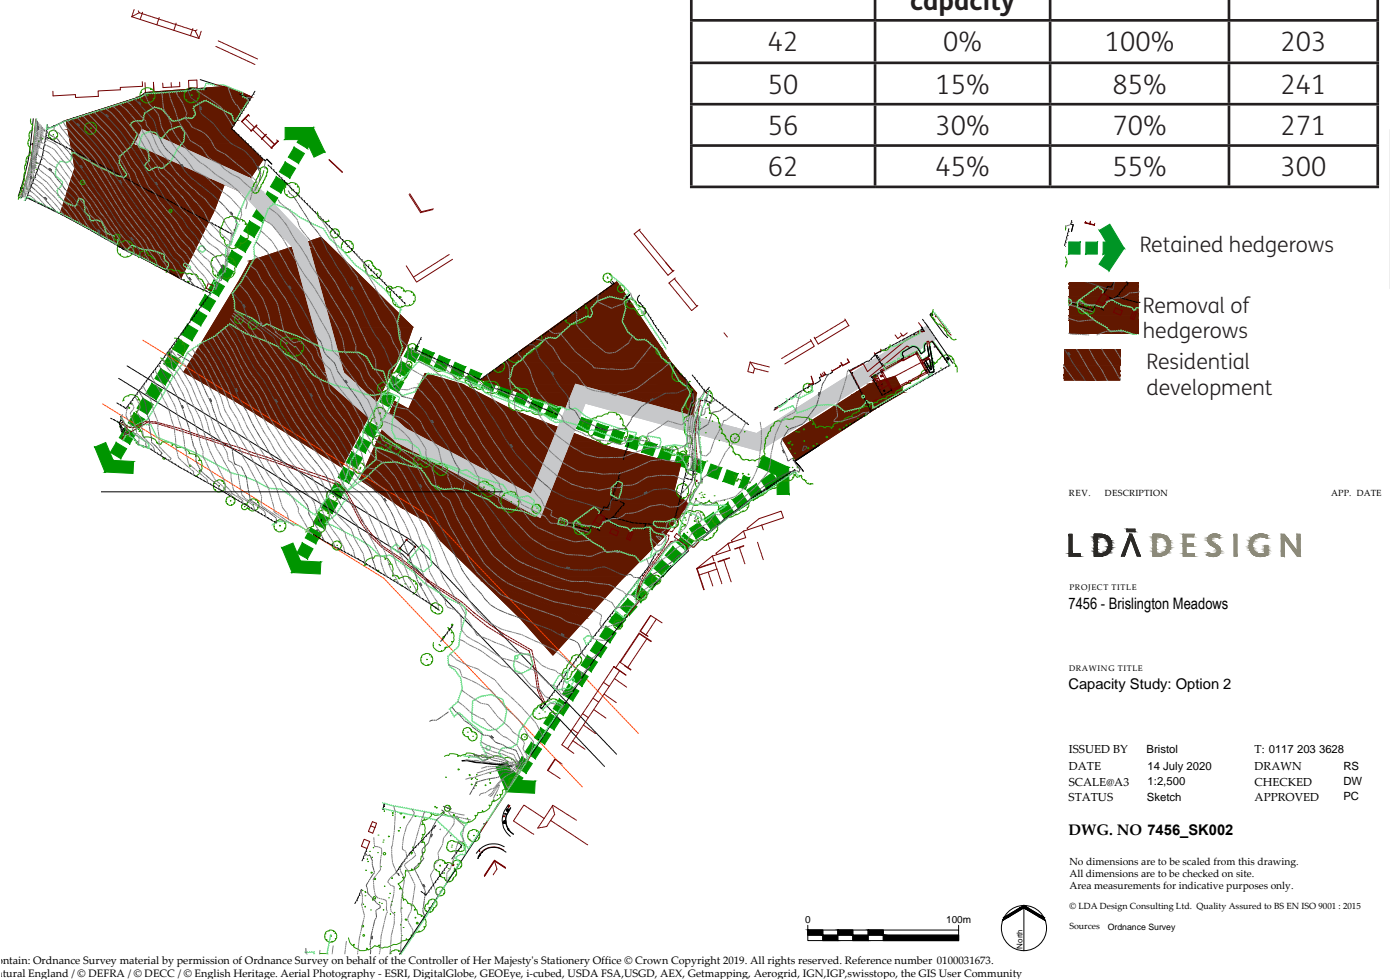 capacity
42 0% 100% 203
50 15% 85% 241
56 30% 70% 271
62 45% 55% 300
Retained hedgerows
Removal of
hedgerows
Residential
development
REV. DESCRIPTION APP. DATE
LDĀDESIGN
PROJECT TITLE
7456 - Brislington Meadows
DRAWING TITLE
Capacity Study: Option 2
ISSUED BY Bristol T: 0117 203 3628
DATE 14 July 2020 DRAWN RS
SCALE@A3 1:2,500 CHECKED DW
STATUS Sketch APPROVED PC
DWG. NO 7456_SK002
No dimensions are to be scaled from this drawing.
All dimensions are to be checked on site.
Area measurements for indicative purposes only.
© LDA Design Consulting Ltd. Quality Assured to BS EN ISO 9001 : 2015
Sources Ordnance Survey
0 100m
North
ntain: Ordnance Survey material by permission of Ordnance Survey on behalf of the Controller of Her Majesty's Stationery Office © Crown Copyright 2019. All rights reserved. Reference number 0100031673.
tural England / © DEFRA / © DECC / © English Heritage. Aerial Photography - ESRI, DigitalGlobe, GEOEye, i-cubed, USDA FSA,USGD, AEX, Getmapping, Aerogrid, IGN,IGP,swisstopo, the GIS User Community